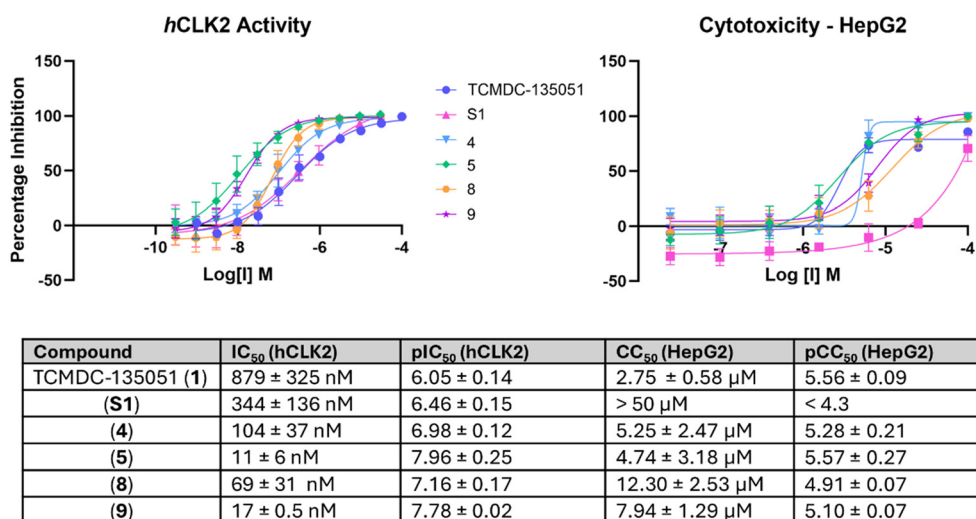 hCLK2 Activity
Percentage Inhibition
150
100
50
0
-50
-10
-8
-6
-4
Log[I] M
TCMDC-135051
S1
4
5
8
9
Cytotoxicity - HepG2
150
100
50
0
-50
-7
-6
-5
-4
Log[I] M
Compound IC₅₀ (hCLK2) pIC₅₀ (hCLK2) CC₅₀ (HepG2) pCC₅₀ (HepG2)
TCMDC-135051 (1) 879 ± 325 nM 6.05 ± 0.14 2.75 ± 0.58 µM 5.56 ± 0.09
(S1) 344 ± 136 nM 6.46 ± 0.15 > 50 µM < 4.3
(4) 104 ± 37 nM 6.98 ± 0.12 5.25 ± 2.47 µM 5.28 ± 0.21
(5) 11 ± 6 nM 7.96 ± 0.25 4.74 ± 3.18 µM 5.57 ± 0.27
(8) 69 ± 31 nM 7.16 ± 0.17 12.30 ± 2.53 µM 4.91 ± 0.07
(9) 17 ± 0.5 nM 7.78 ± 0.02 7.94 ± 1.29 µM 5.10 ± 0.07